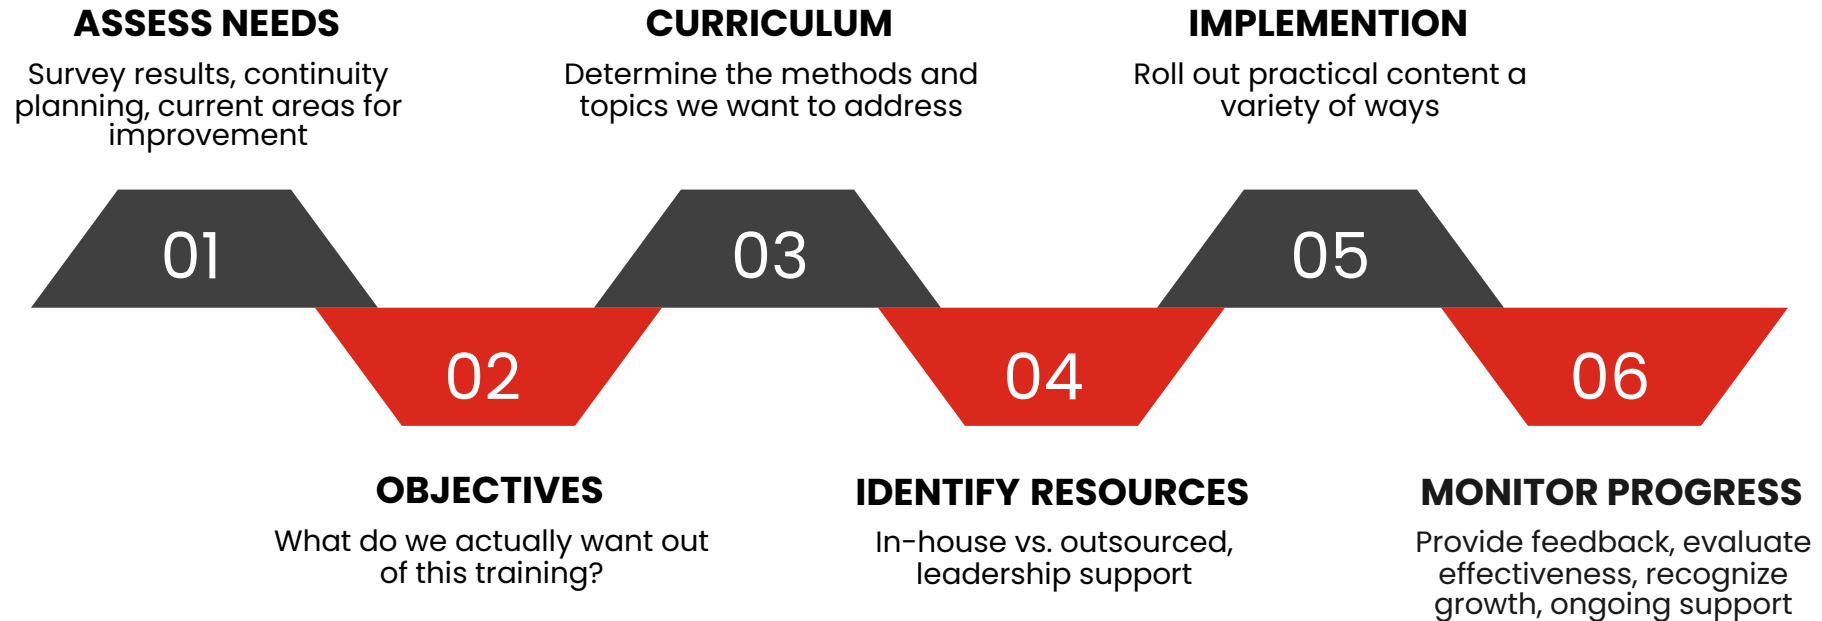 ASSESS NEEDS
Survey results, continuity
planning, current areas for
improvement
01
OBJECTIVES
What do we actually want out
of this training?
02
CURRICULUM
Determine the methods and
topics we want to address
03
IDENTIFY RESOURCES
In-house vs. outsourced,
leadership support
04
IMPLEMENTION
Roll out practical content a
variety of ways
05
MONITOR PROGRESS
Provide feedback, evaluate
effectiveness, recognize
growth, ongoing support
06